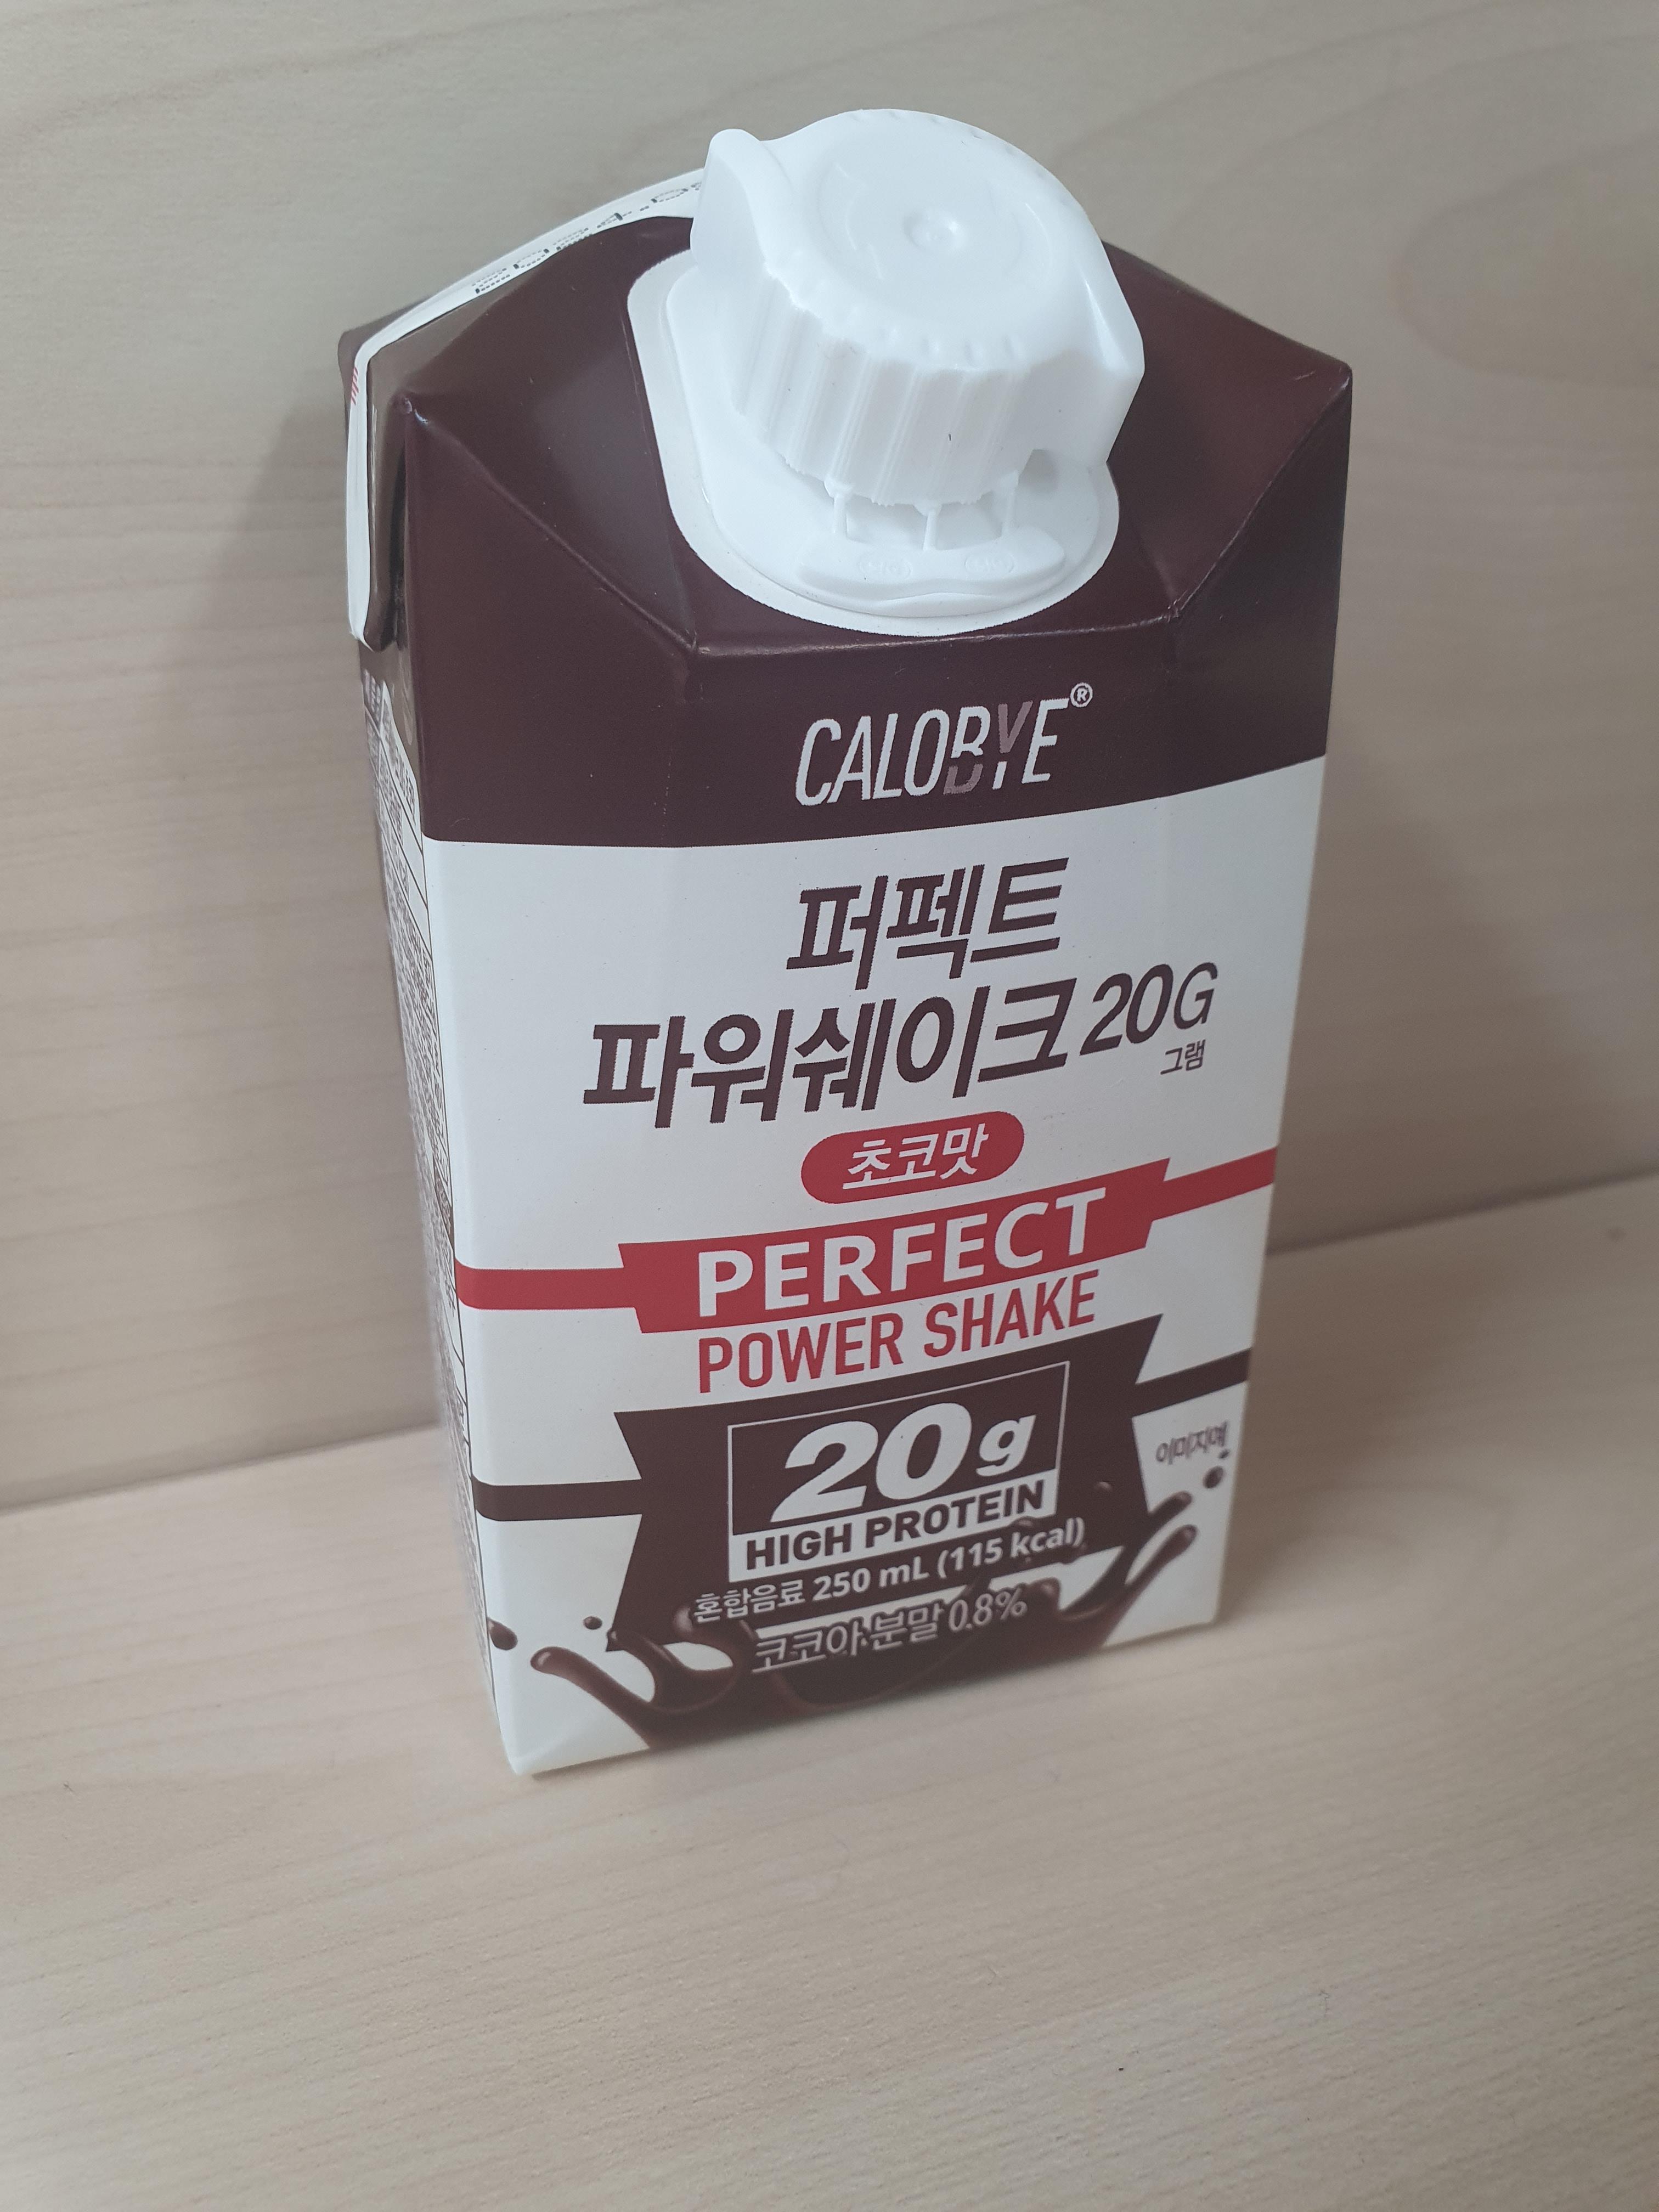 CALOBYE®
퍼펙트
파워쉐이크 20G
그램
초코맛
PERFECT
POWER SHAKE
20g
HIGH PROTEIN
이미지예
혼합음료 250 mL (115 kcal)
코코아 분말 0.8%